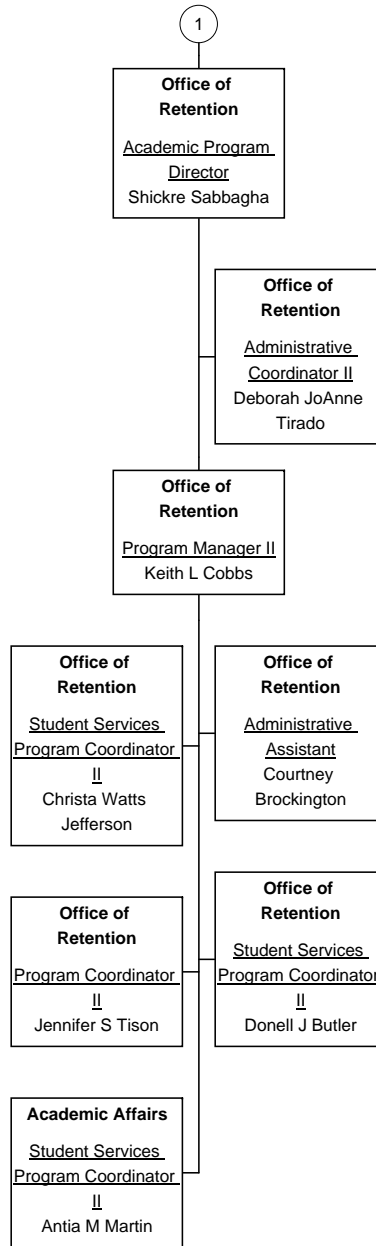 1
Office of
Retention
Academic Program
Director
Shickre Sabbagha
Office of
Retention
Administrative
Coordinator II
Deborah JoAnne
Tirado
Office of
Retention
Program Manager II
Keith L Cobbs
Office of
Retention
Student Services
Program Coordinator
II
Christa Watts
Jefferson
Office of
Retention
Administrative
Assistant
Courtney
Brockington
Office of
Retention
Program Coordinator
II
Jennifer S Tison
Office of
Retention
Student Services
Program Coordinator
II
Donell J Butler
Academic Affairs
Student Services
Program Coordinator
II
Antia M Martin